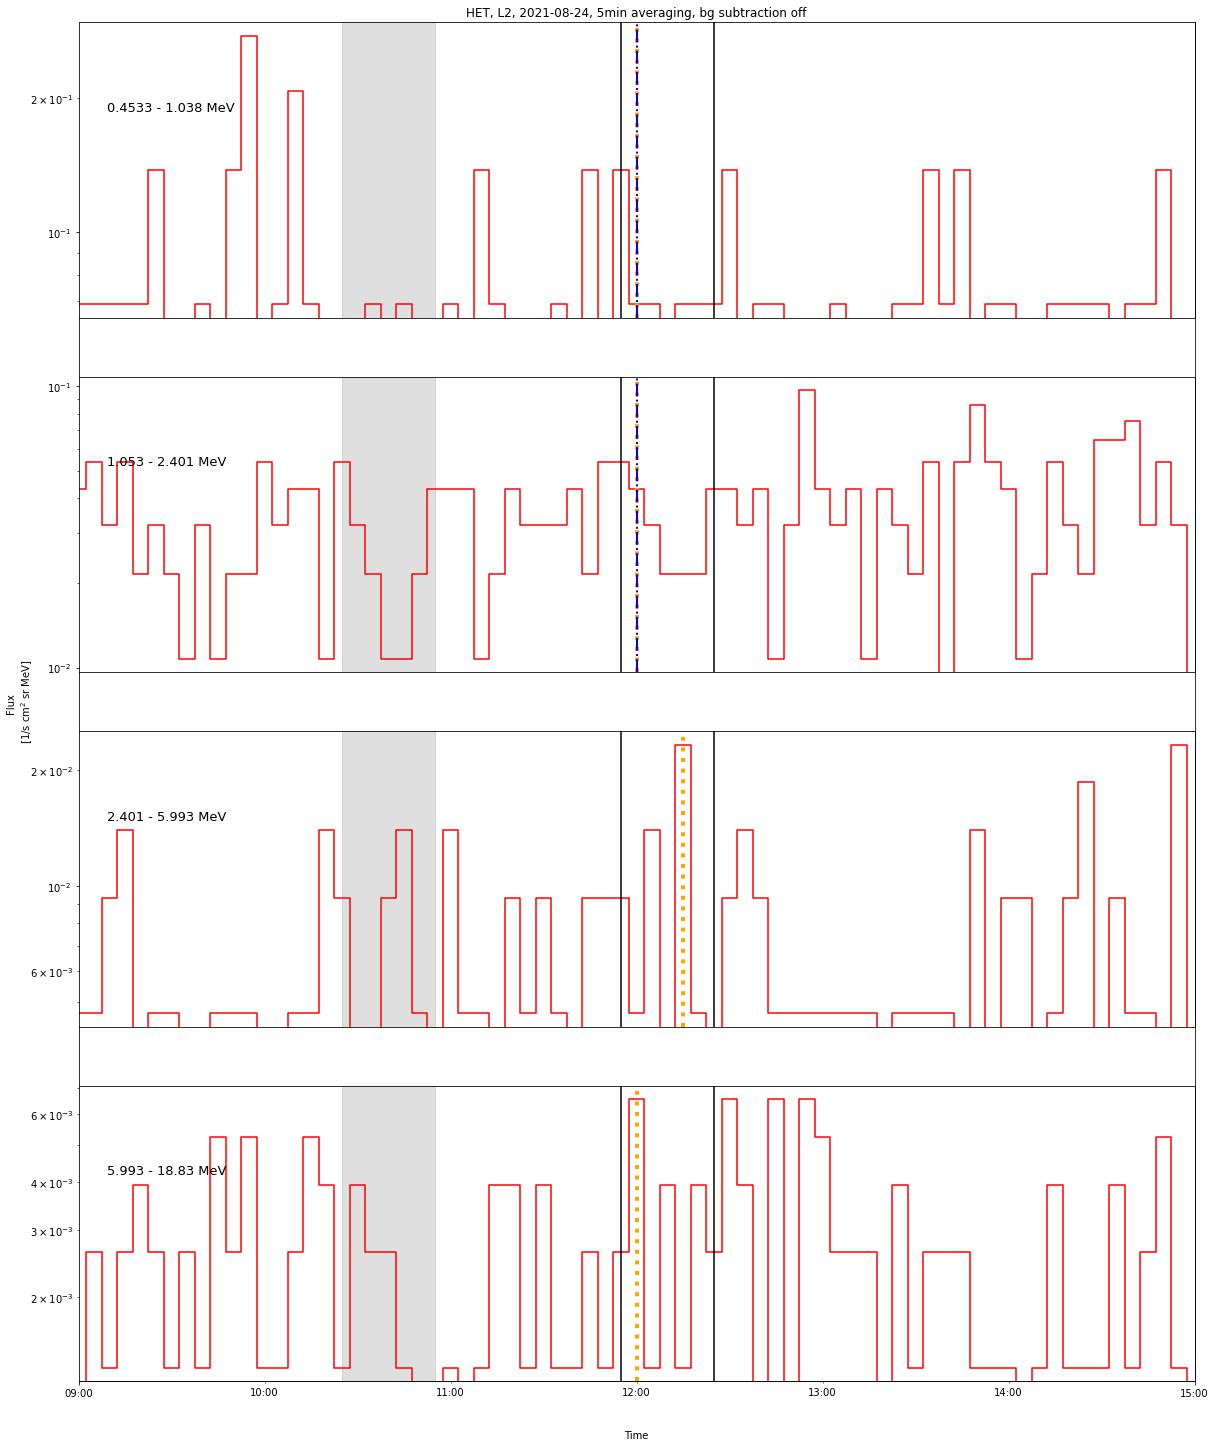 HET, L2, 2021-08-24, 5min averaging, bg subtraction off
0.4533 - 1.038 MeV
2 × 10⁻¹
10⁻¹
10⁻¹
1.053 - 2.401 MeV
10⁻²
Flux
[1/s cm² sr MeV]
2 × 10⁻²
2.401 - 5.993 MeV
10⁻²
6 × 10⁻³
6 × 10⁻³
5.993 - 18.83 MeV
4 × 10⁻³
3 × 10⁻³
2 × 10⁻³
09:00 10:00 11:00 12:00 13:00 14:00 15:00
Time